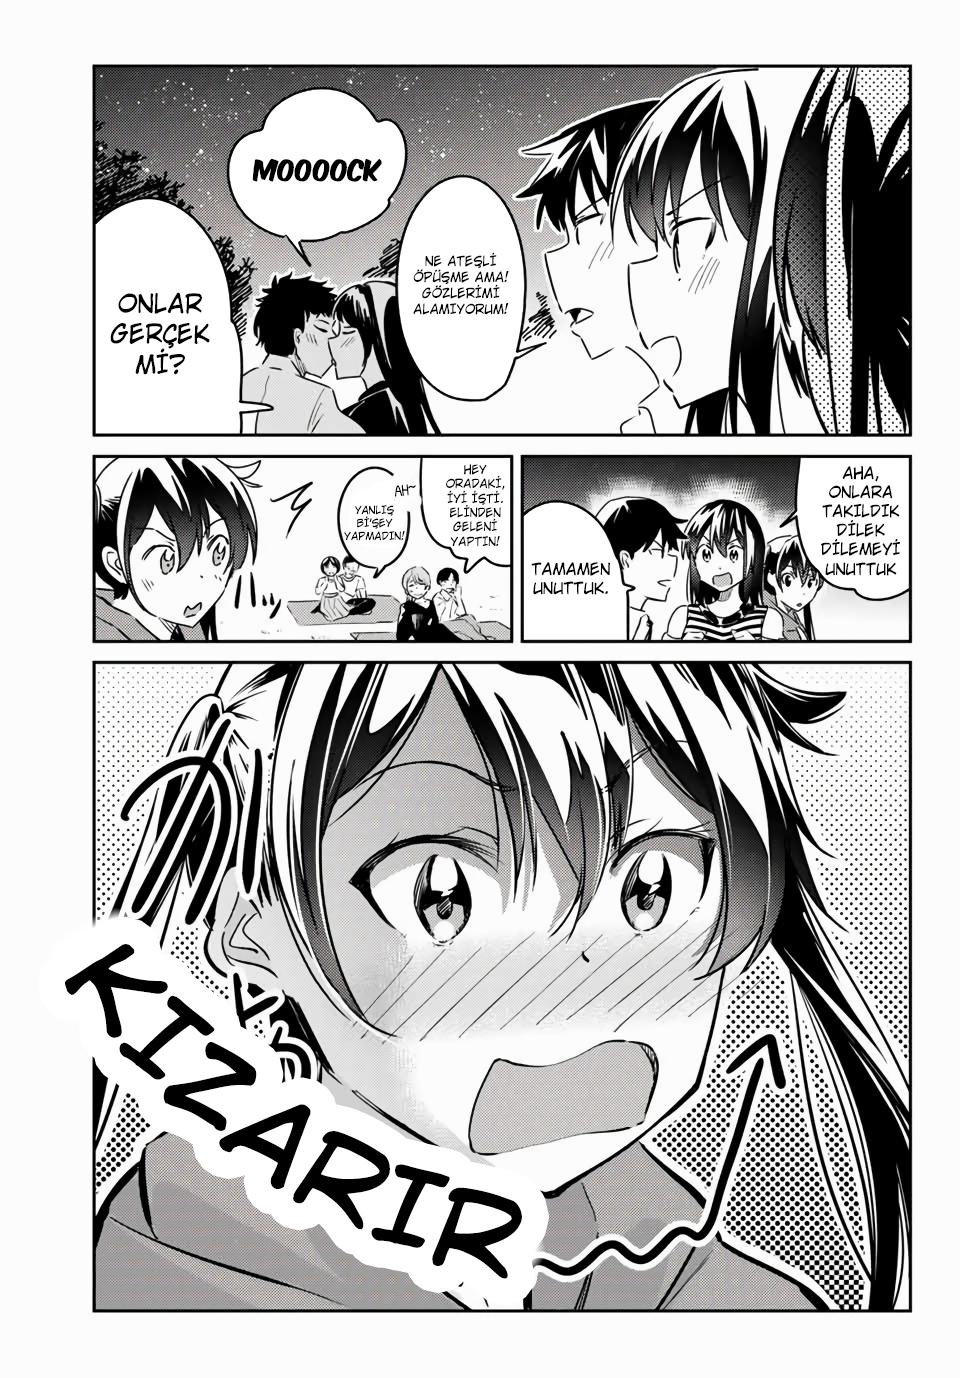 NE ATEŞLİ
ÖPÜŞME AMA!
GÖZLERİMİ
ALAMIYORUM!
MOOOOCK
ONLAR
GERÇEK
Mİ?
AHA,
ONLARA
TAKILDIK
DİLEK
DİLEMEYİ
UNUTTUK
TAMAMEN
UNUTTUK.
HEY
ORADAKİ,
İYİ İŞTİ.
ELİNDEN
GELENİ
YAPTIN!
AH~
YANLIŞ
Bİ'ŞEY
YAPMADIN!
KIZARIR